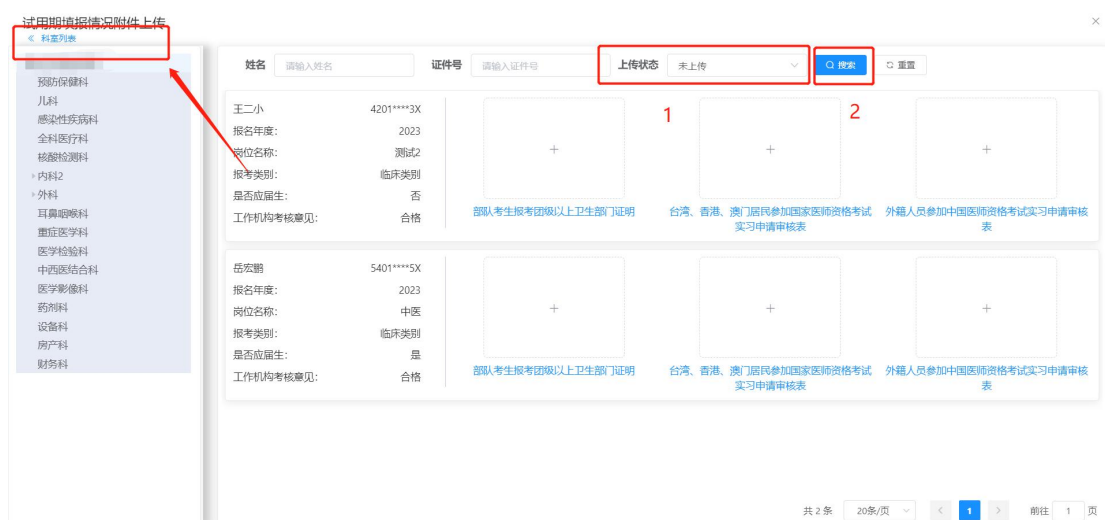 试用期填报情况附件上传
×
《 科室列表
预防保健科
儿科
感染性疾病科
全科医疗科
核酸检测科
内科2
外科
耳鼻咽喉科
重症医学科
医学检验科
中西医结合科
医学影像科
药剂科
设备科
房产科
财务科
姓名 请输入姓名 证件号 请输入证件号 上传状态 未上传 搜索 重置
1 2
王二小 4201****3X
报名年度: 2023
岗位名称: 测试2
报考类别: 临床类别
是否应届生: 否
工作机构考核意见: 合格
+ + +
部队考生报考团级以上卫生部门证明
台湾、香港、澳门居民参加国家医师资格考试
实习申请审核表
外籍人员参加中国医师资格考试实习申请审核
表
岳宏鹏 5401****5X
报名年度: 2023
岗位名称: 中医
报考类别: 临床类别
是否应届生: 是
工作机构考核意见: 合格
+ + +
部队考生报考团级以上卫生部门证明
台湾、香港、澳门居民参加国家医师资格考试
实习申请审核表
外籍人员参加中国医师资格考试实习申请审核
表
共 2 条 20条/页 < 1 > 前往 1 页